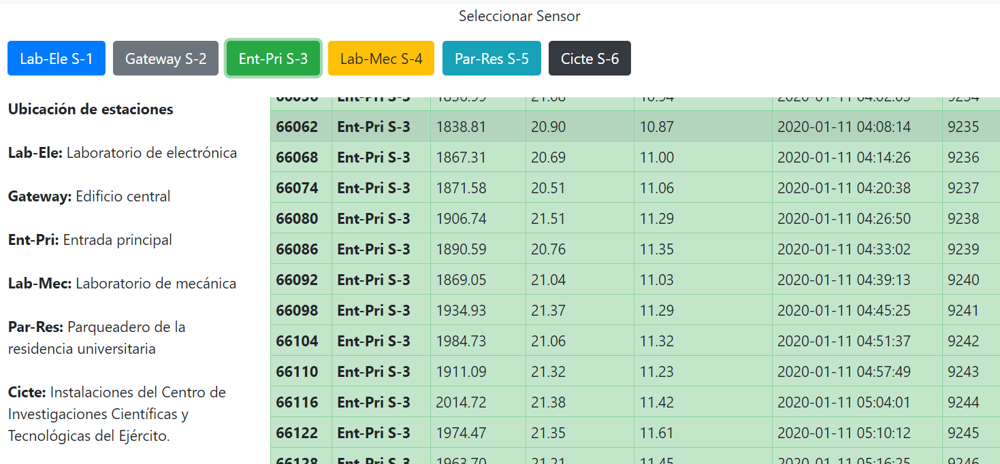 Seleccionar Sensor
Lab-Ele S-1 Gateway S-2 Ent-Pri S-3 Lab-Mec S-4 Par-Res S-5 Cicte S-6
Ubicación de estaciones
Lab-Ele: Laboratorio de electrónica
Gateway: Edificio central
Ent-Pri: Entrada principal
Lab-Mec: Laboratorio de mecánica
Par-Res: Parqueadero de la
residencia universitaria
Cicte: Instalaciones del Centro de
Investigaciones Científicas y
Tecnológicas del Ejército.
66056 Ent-Pri S-3 21.08 10.94 2020-01-11 04:02:03 9234
66062 Ent-Pri S-3 1838.81 20.90 10.87 2020-01-11 04:08:14 9235
66068 Ent-Pri S-3 1867.31 20.69 11.00 2020-01-11 04:14:26 9236
66074 Ent-Pri S-3 1871.58 20.51 11.06 2020-01-11 04:20:38 9237
66080 Ent-Pri S-3 1906.74 21.51 11.29 2020-01-11 04:26:50 9238
66086 Ent-Pri S-3 1890.59 20.76 11.35 2020-01-11 04:33:02 9239
66092 Ent-Pri S-3 1869.05 21.04 11.03 2020-01-11 04:39:13 9240
66098 Ent-Pri S-3 1934.93 21.37 11.29 2020-01-11 04:45:25 9241
66104 Ent-Pri S-3 1984.73 21.06 11.32 2020-01-11 04:51:37 9242
66110 Ent-Pri S-3 1911.09 21.32 11.23 2020-01-11 04:57:49 9243
66116 Ent-Pri S-3 2014.72 21.38 11.42 2020-01-11 05:04:01 9244
66122 Ent-Pri S-3 1974.47 21.35 11.61 2020-01-11 05:10:12 9245
66128 Ent-Pri S-3 1963.70 21.21 11.45 2020-01-11 05:16:25 9246